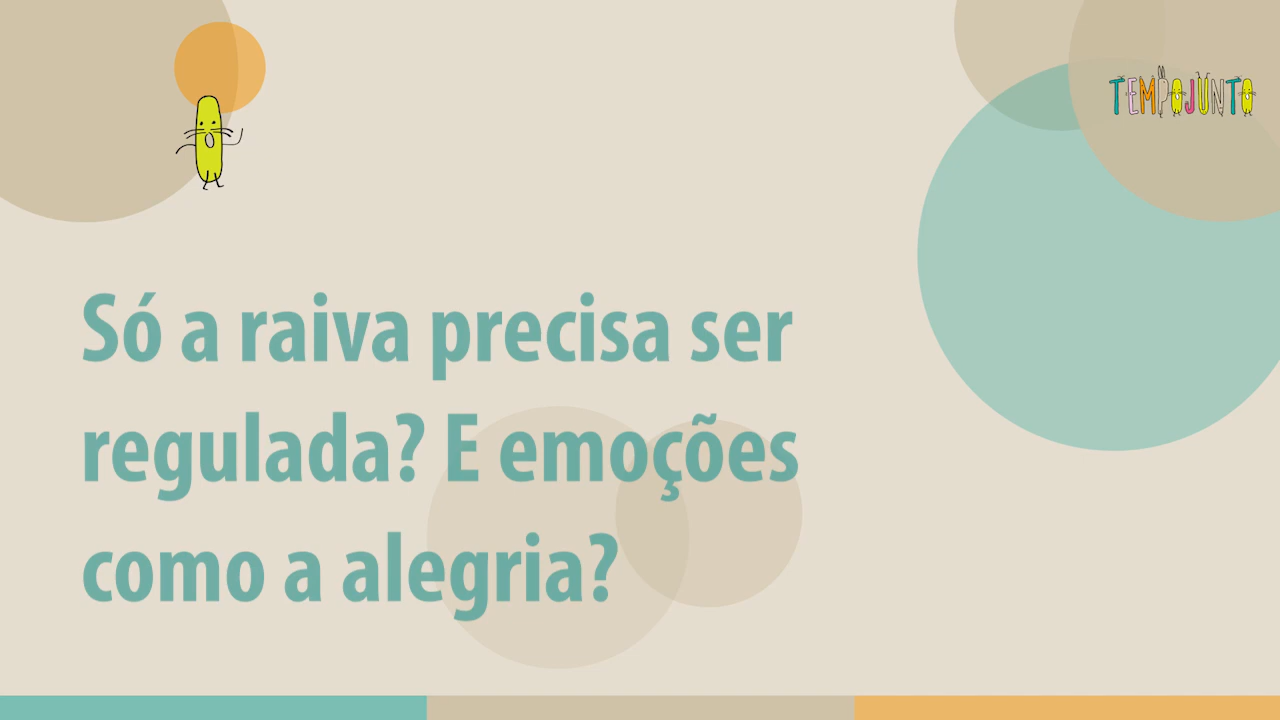 TEMPOJUNTO
Só a raiva precisa ser
regulada? E emoções
como a alegria?